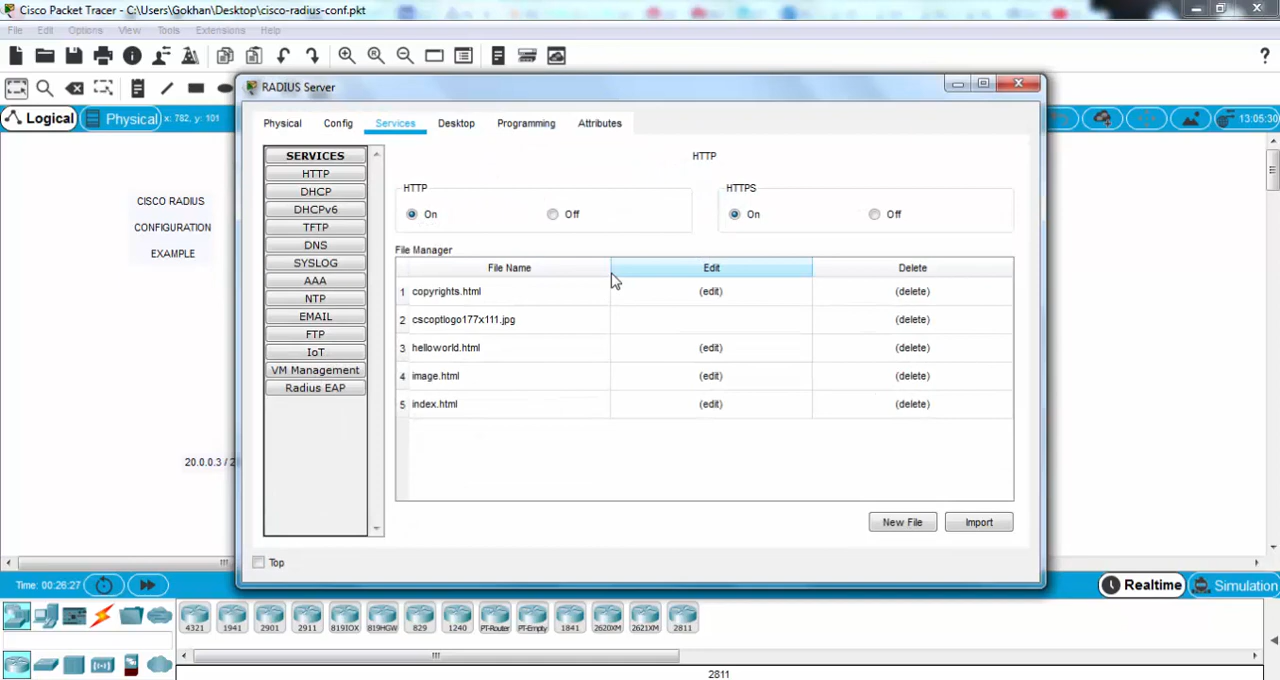 Cisco Packet Tracer - C:\Users\Gokhan\Desktop\cisco-radius-conf.pkt
File Edit Options View Tools Extensions Help
Logical Physical x: 782, y: 101
13:05:30
RADIUS Server
Physical Config Services Desktop Programming Attributes
SERVICES
HTTP
DHCP
DHCPv6
TFTP
DNS
SYSLOG
AAA
NTP
EMAIL
FTP
IoT
VM Management
Radius EAP
HTTP
HTTP
On Off
HTTPS
On Off
File Manager
File Name Edit Delete
1 copyrights.html (edit) (delete)
2 cscoptlogo177x111.jpg (delete)
3 helloworld.html (edit) (delete)
4 image.html (edit) (delete)
5 index.html (edit) (delete)
New File Import
Top
CISCO RADIUS
CONFIGURATION
EXAMPLE
20.0.0.3 / 2
Time: 00:26:27
Realtime Simulation
4321 1941 2901 2911 819IOX 819HGW 829 1240 PT-Router PT-Empty 1841 2620XM 2621XM 2811
2811